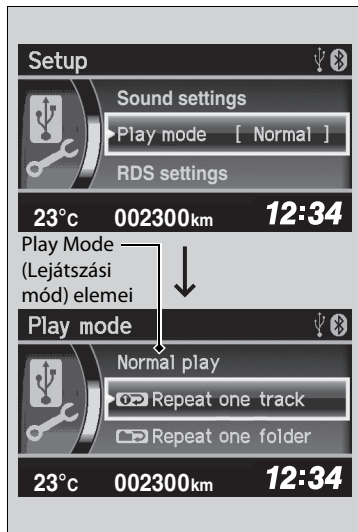 Setup
Sound settings
Play mode [ Normal ]
RDS settings
23°c 002300km 12:34
Play Mode
(Lejátszási
mód) elemei
Play mode
Normal play
Repeat one track
Repeat one folder
23°c 002300km 12:34